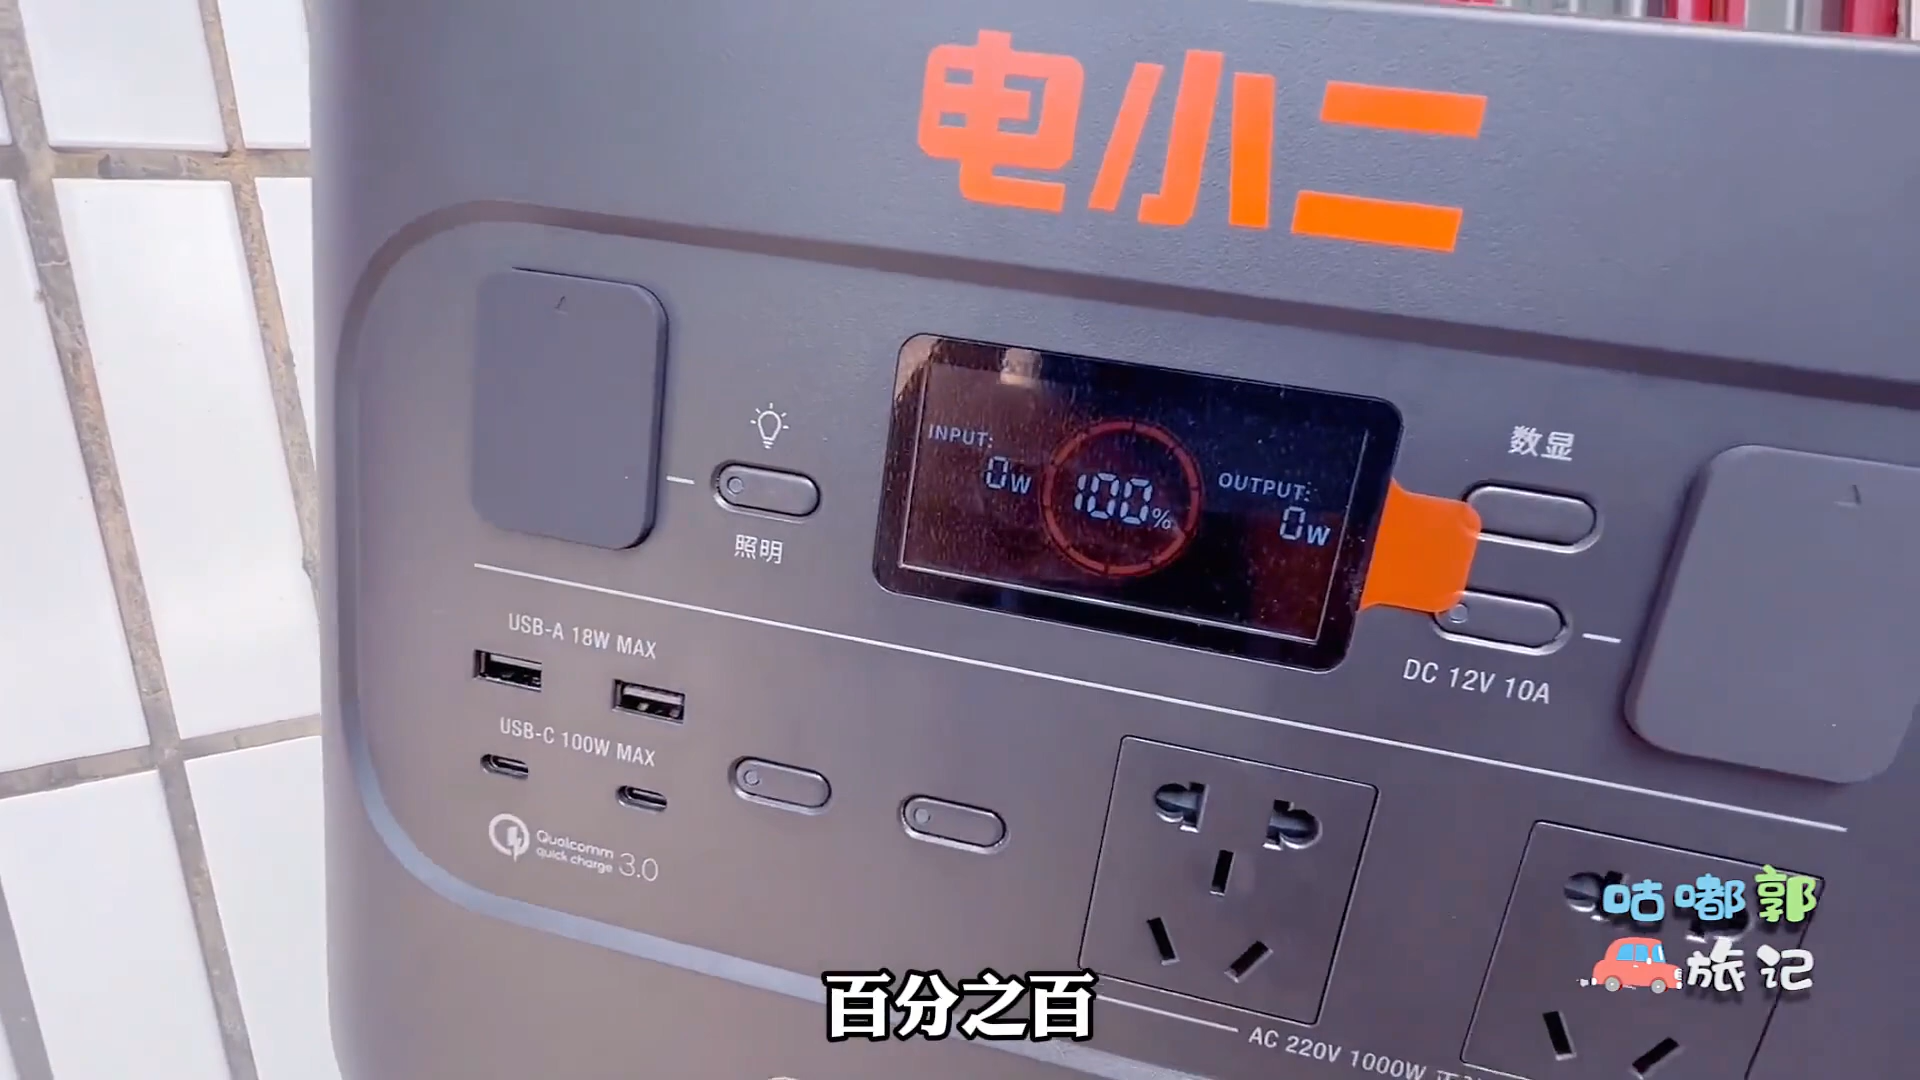 电小二
INPUT:
0W
100%
OUTPUT:
0W
数显
照明
DC 12V 10A
USB-A 18W MAX
USB-C 100W MAX
Qualcomm
quick charge 3.0
AC 220V 1000W
咕嘟郭
旅记
百分之百